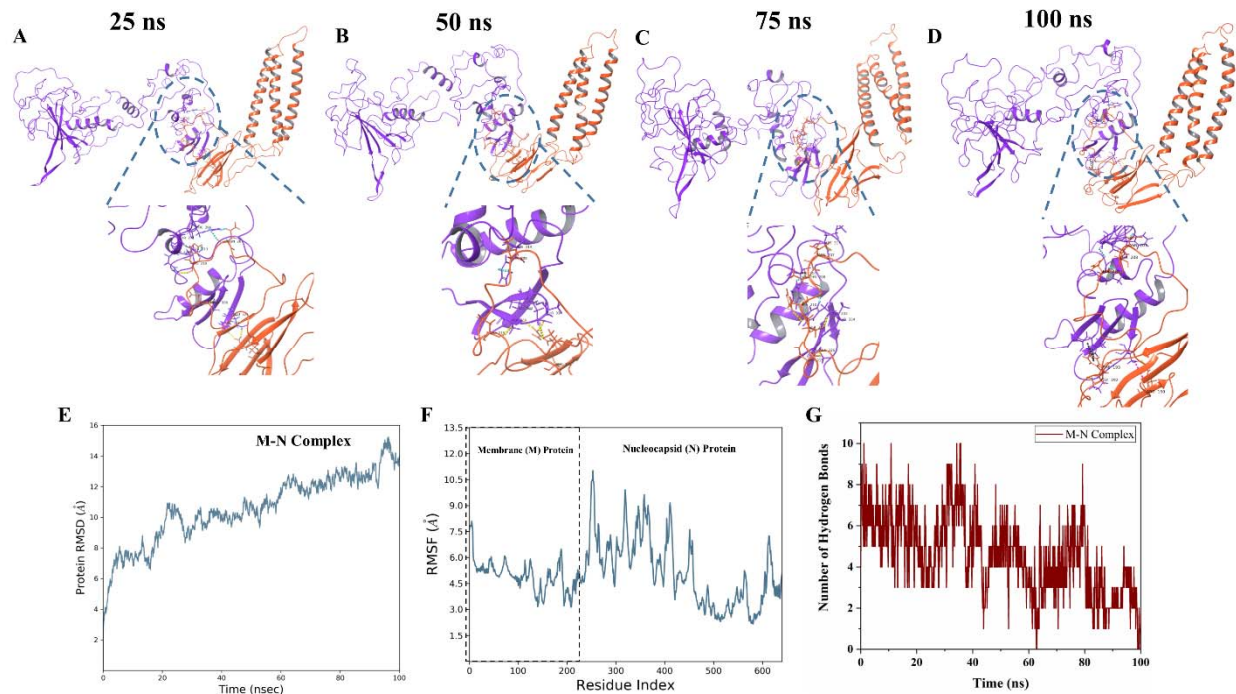 25 ns
50 ns
75 ns
100 ns
A
B
C
D
E
M-N Complex
Protein RMSD (Å)
16
14
12
10
8
6
4
2
0
20
40
60
80
100
Time (nsec)
F
Membrane (M) Protein
Nucleocapsid (N) Protein
RMSF (Å)
13.5
12.0
10.5
9.0
7.5
6.0
4.5
3.0
1.5
0
100
200
300
400
500
600
Residue Index
G
M-N Complex
Number of Hydrogen Bonds
10
8
6
4
2
0
0
20
40
60
80
100
Time (ns)